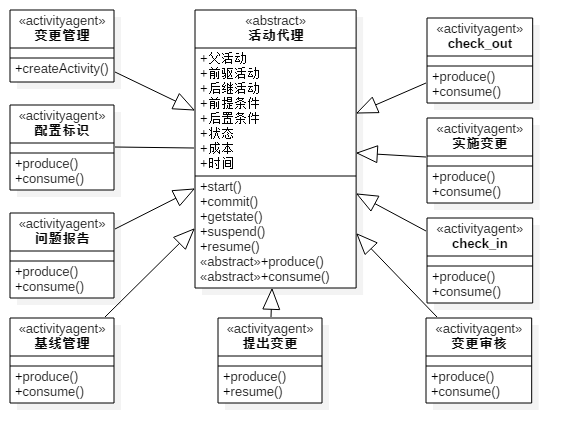 «activityagent»
变更管理
+createActivity()
«activityagent»
配置标识
+produce()
+consume()
«activityagent»
问题报告
+produce()
+consume()
«activityagent»
基线管理
+produce()
+consume()
«abstract»
活动代理
+父活动
+前驱活动
+后继活动
+前提条件
+后置条件
+状态
+成本
+时间
+start()
+commit()
+getstate()
+suspend()
+resume()
«abstract»+produce()
«abstract»+consume()
«activityagent»
提出变更
+produce()
+resume()
«activityagent»
check_out
+produce()
+consume()
«activityagent»
实施变更
+produce()
+consume()
«activityagent»
check_in
+produce()
+consume()
«activityagent»
变更审核
+produce()
+consume()